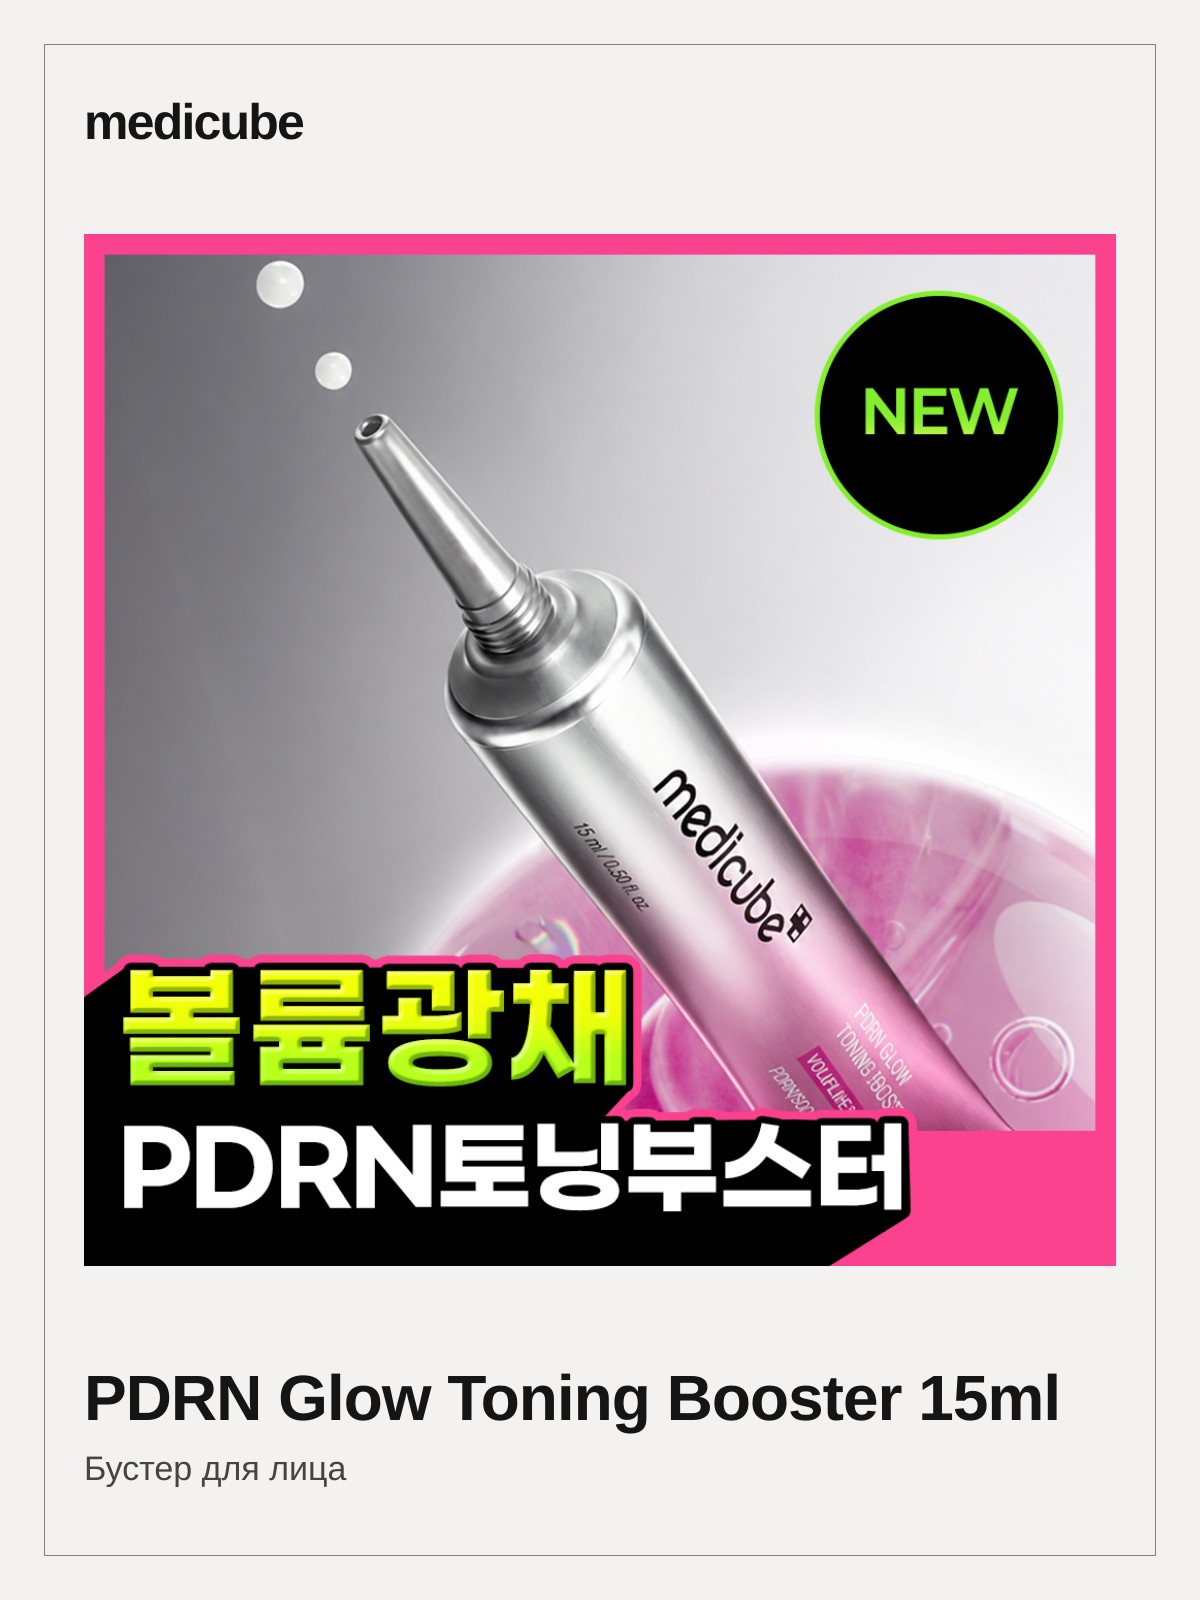 medicube
NEW
medicube
15 ml / 0.50 fl. oz.
PDRN GLOW
TONING
볼륨광채
PDRN토닝부스터
PDRN Glow Toning Booster 15ml
Бустер для лица